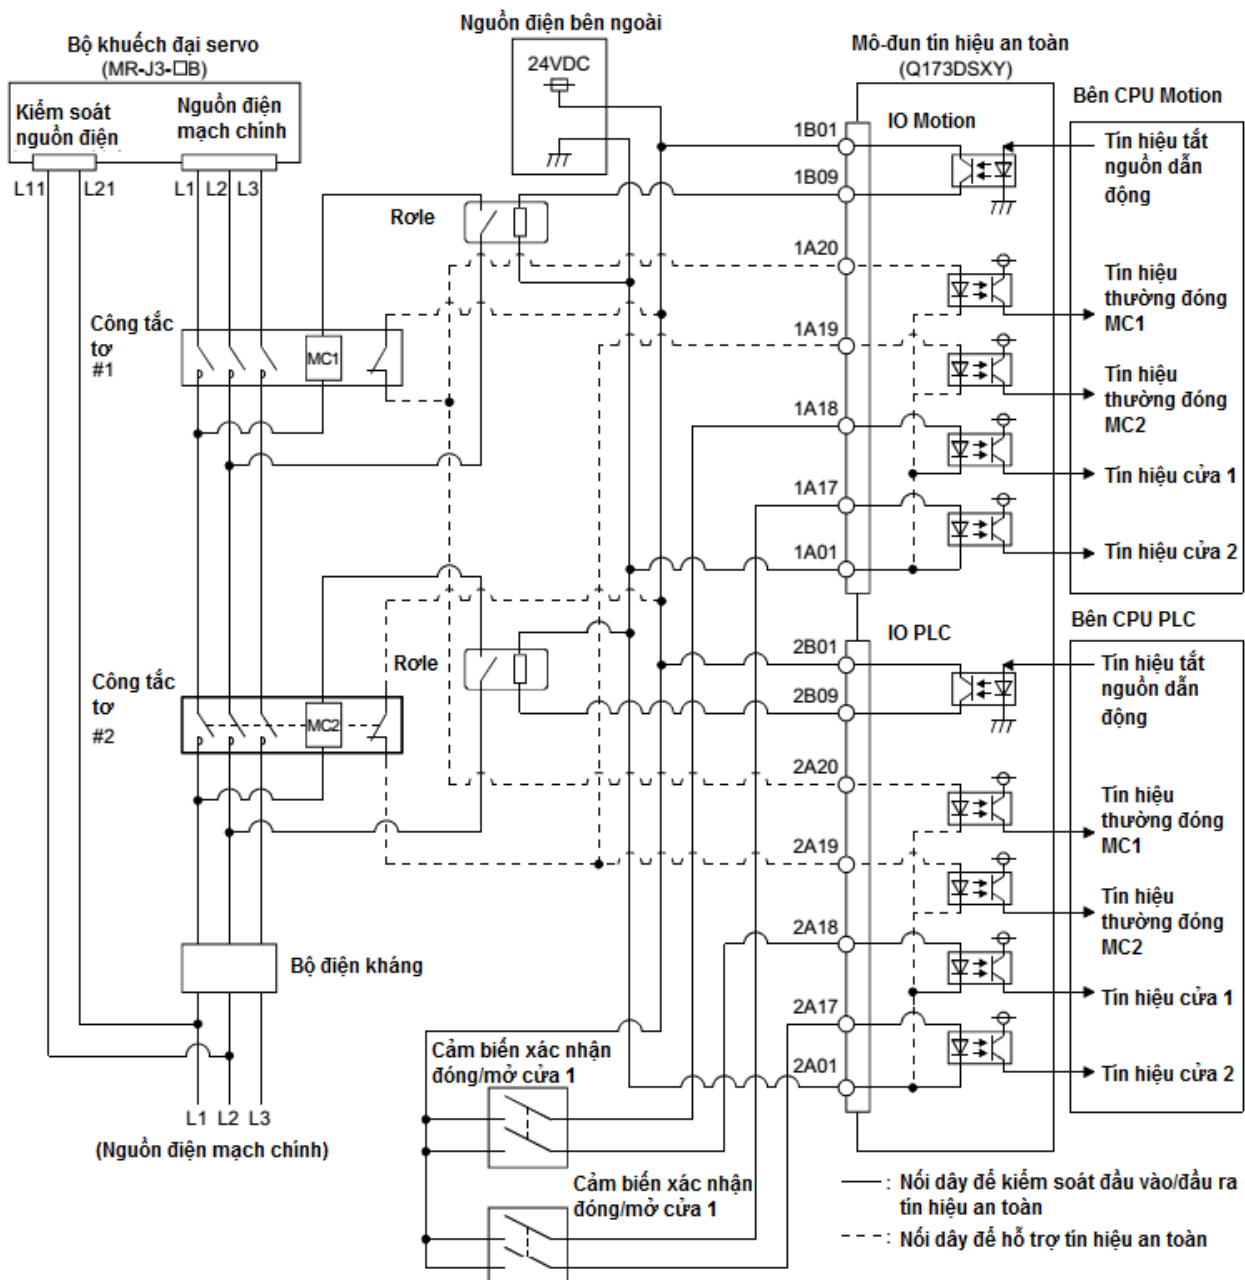 Nguồn điện bên ngoài
24VDC
Bộ khuếch đại servo
(MR-J3-□B)
Kiểm soát
nguồn điện
Nguồn điện
mạch chính
L11
L21
L1
L2
L3
Mô-đun tín hiệu an toàn
(Q173DSXY)
Bên CPU Motion
IO Motion
1B01
1B09
1A20
1A19
1A18
1A17
1A01
Tín hiệu tắt
nguồn dẫn
động
Tín hiệu
thường đóng
MC1
Tín hiệu
thường đóng
MC2
Tín hiệu cửa 1
Tín hiệu cửa 2
Rơle
Công tắc
tơ
#1
MC1
Bên CPU PLC
IO PLC
2B01
2B09
2A20
2A19
2A18
2A17
2A01
Tín hiệu tắt
nguồn dẫn
động
Tín hiệu
thường đóng
MC1
Tín hiệu
thường đóng
MC2
Tín hiệu cửa 1
Tín hiệu cửa 2
Rơle
Công tắc
tơ
#2
MC2
Bộ điện kháng
L1 L2 L3
(Nguồn điện mạch chính)
Cảm biến xác nhận
đóng/mở cửa 1
Cảm biến xác nhận
đóng/mở cửa 1
: Nối dây để kiểm soát đầu vào/đầu ra
tín hiệu an toàn
: Nối dây để hỗ trợ tín hiệu an toàn